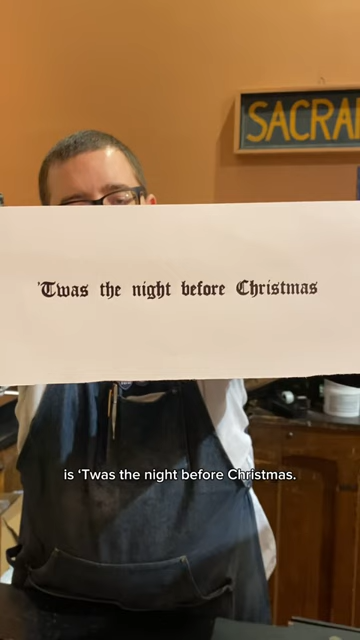 SACRA
'Twas the night before Christmas
is ‘Twas the night before Christmas.